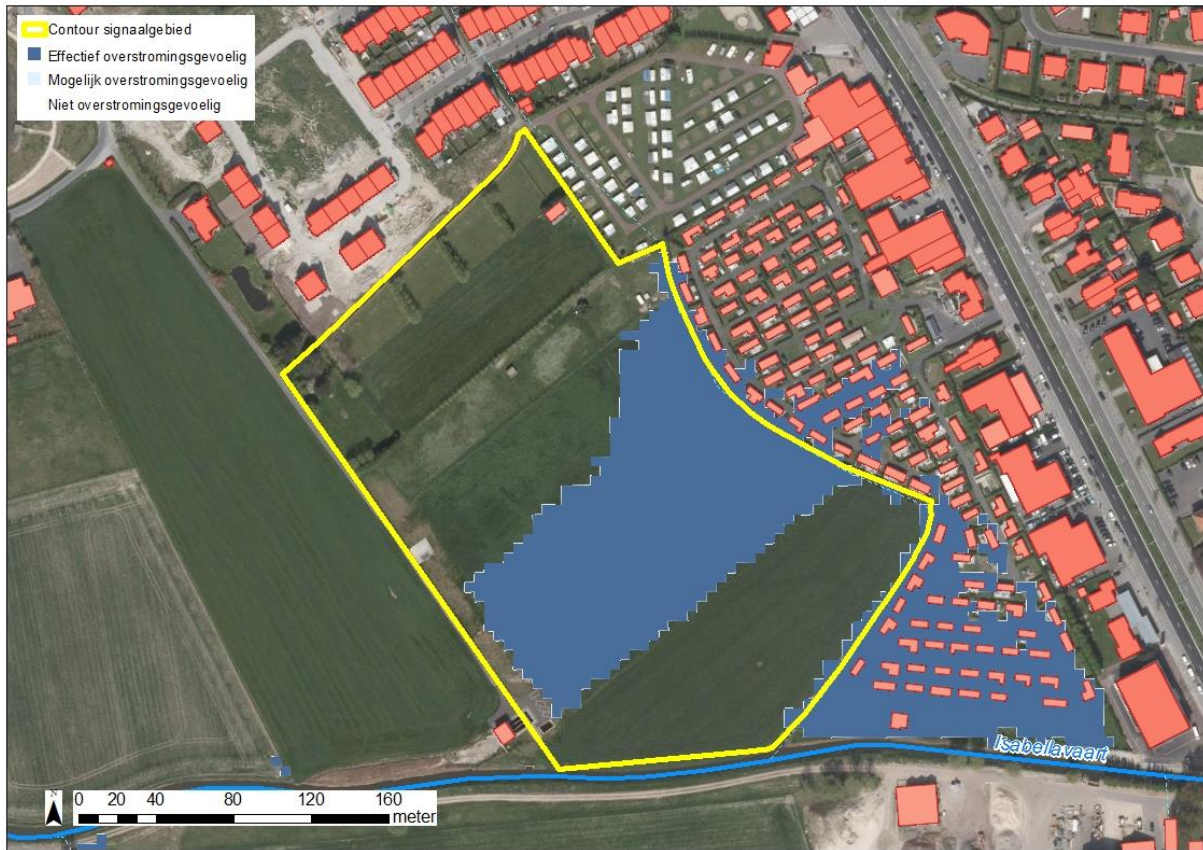 Contour signaalgebied
Effectief overstromingsgevoelig
Mogelijk overstromingsgevoelig
Niet overstromingsgevoelig
Isabellavaart
N
0 20 40 80 120 160
meter